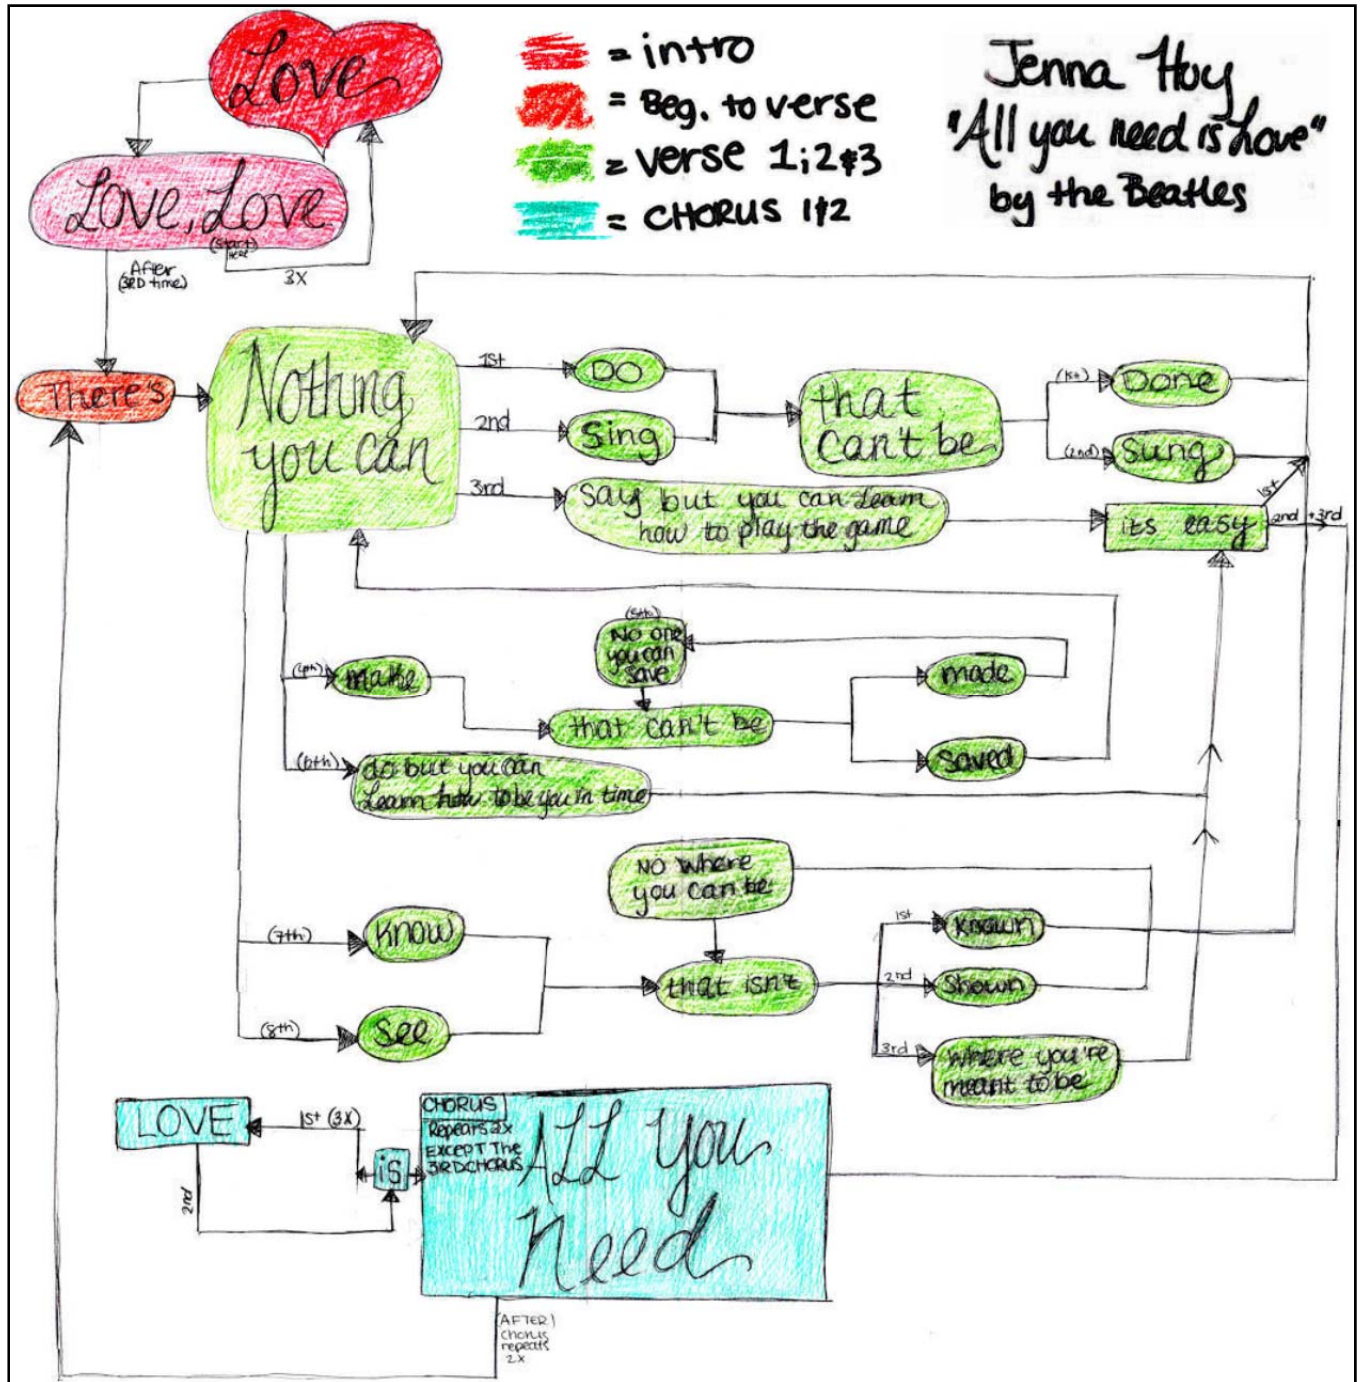 Love
Love, Love
(start
Here)
3X
After
(3RD time)
= intro
= Beg. to verse
= verse 1; 2 & 3
= CHORUS 1 & 2
Jenna Huy
"All you need is Love"
by the Beatles
There's
Nothing
you can
1st
DO
2nd
Sing
3rd
say but you can Learn
how to play the game
that
can't be
(1st)
Done
(2nd)
Sung
its easy
1st
2nd + 3rd
(4th)
make
(5th)
No one
you can
save
that can't be
made
saved
(6th)
do but you can
Learn how to be you in time
No where
you can be
(7th)
Know
(8th)
See
that isn't
1st
Known
2nd
Shown
3rd
Where you're
meant to be
LOVE
1st (3X)
2nd
is
CHORUS
Repears 2x
EXCEPT The
3RD CHORUS
ALL you
Need
(AFTER)
chorus
repeats
2x